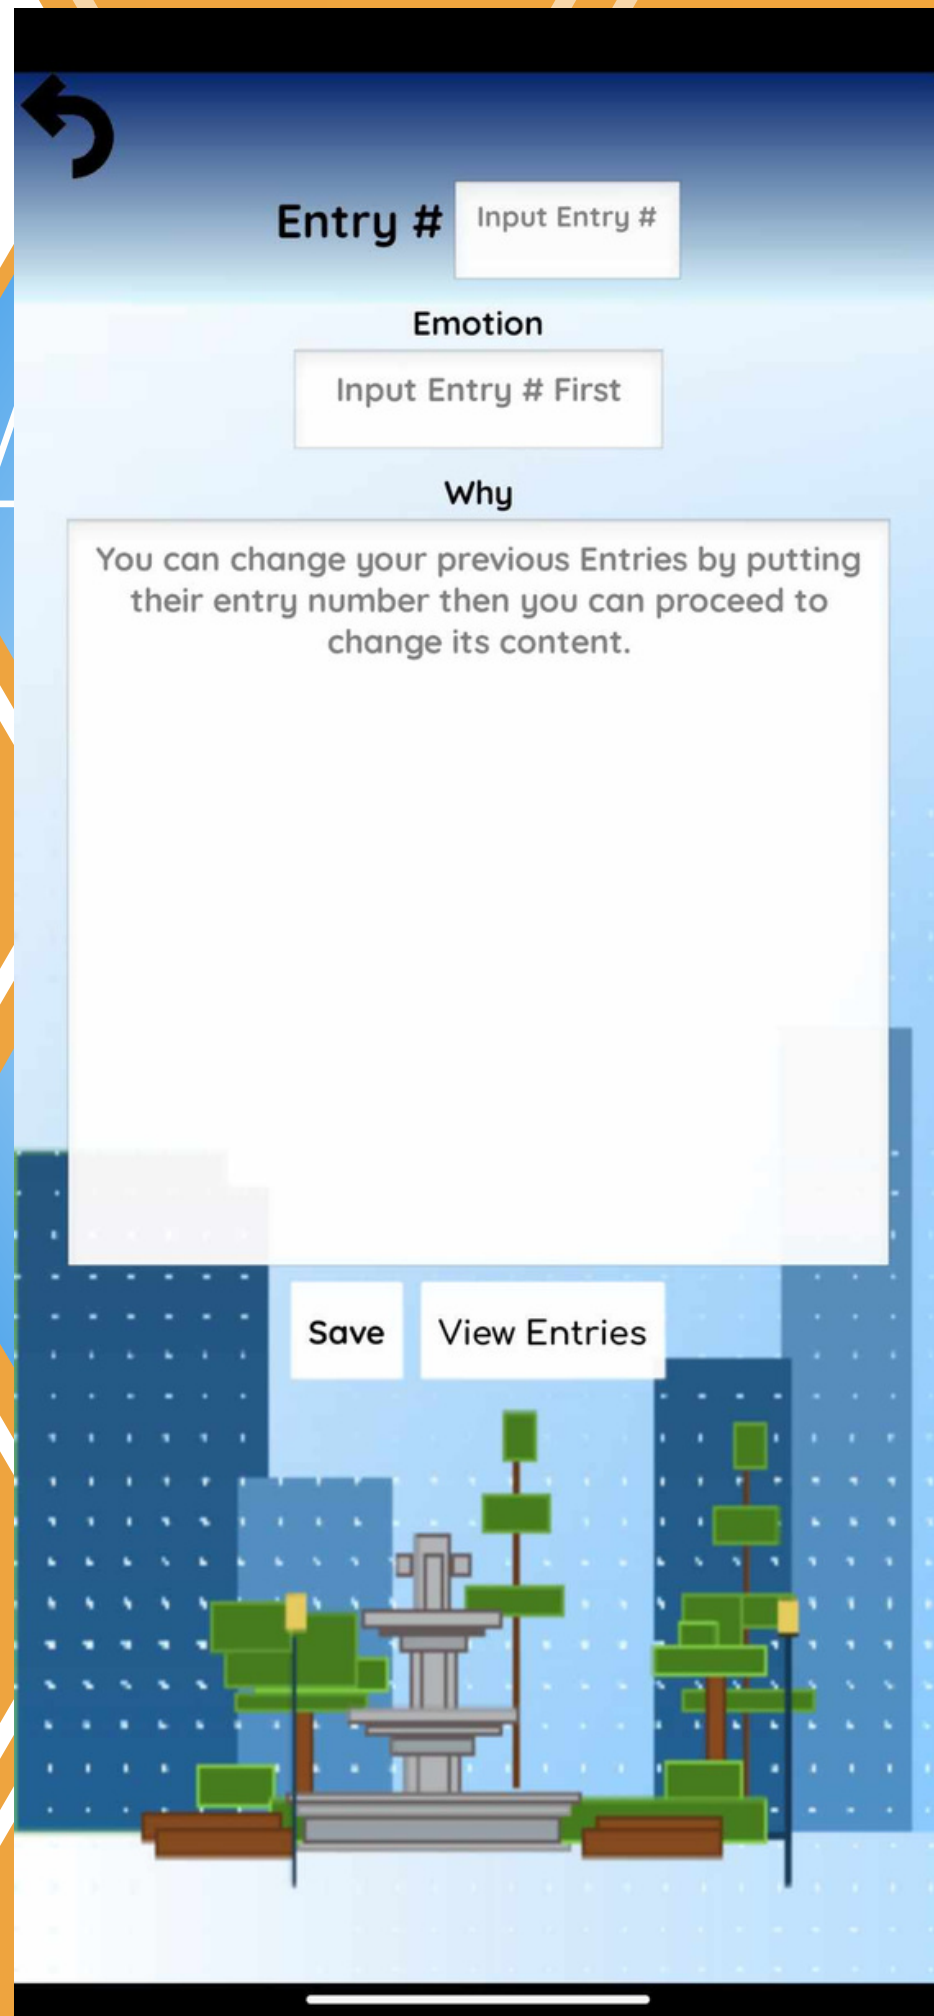 Entry # Input Entry #
Emotion
Input Entry # First
Why
You can change your previous Entries by putting
their entry number then you can proceed to
change its content.
Save View Entries